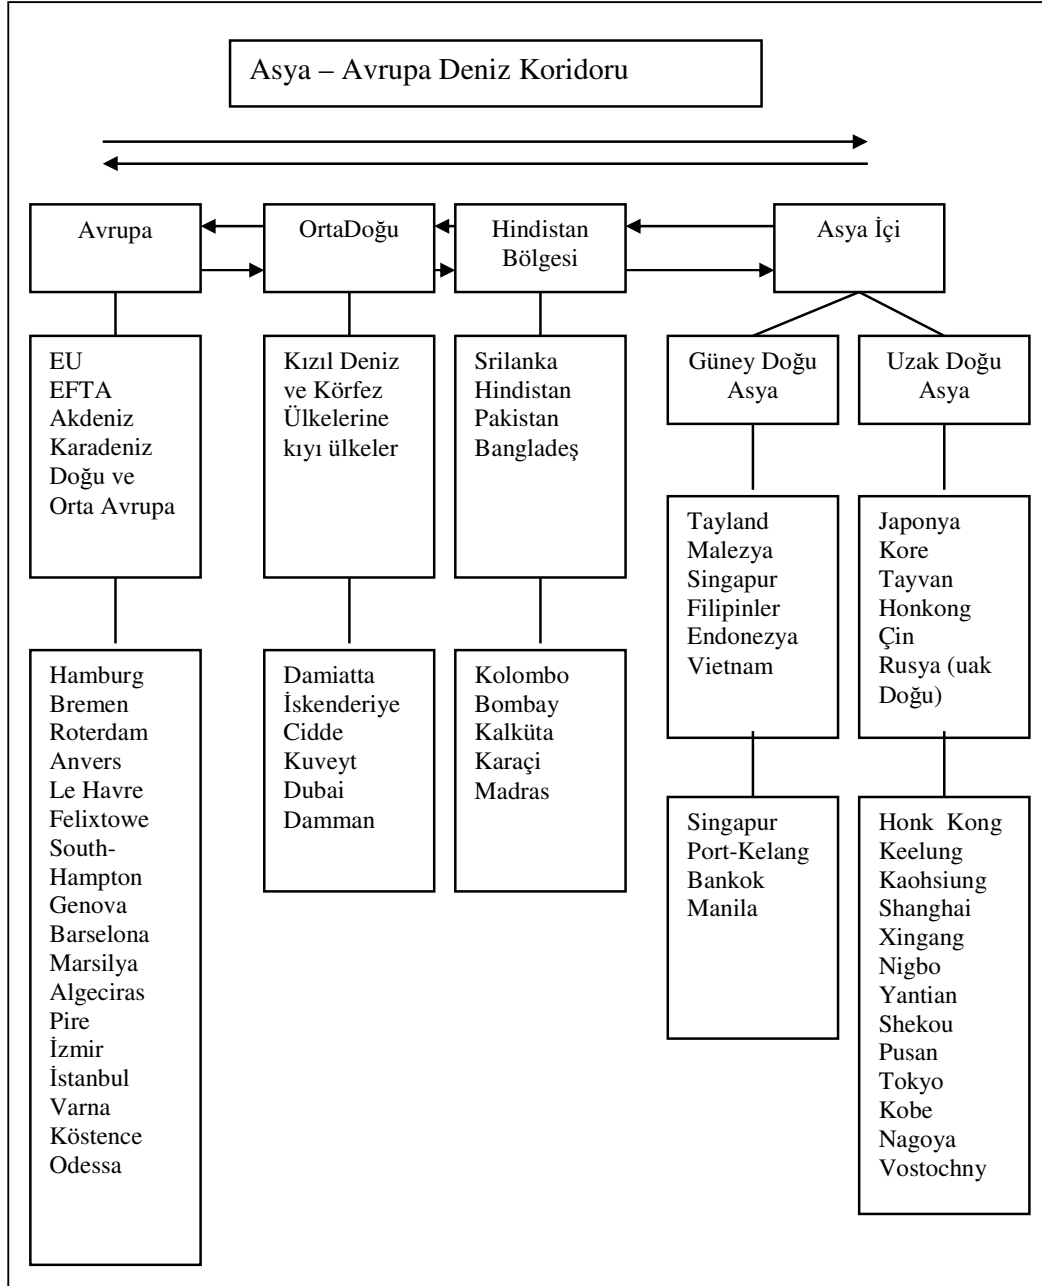 Asya – Avrupa Deniz Koridoru
Avrupa
OrtaDoğu
Hindistan
Bölgesi
Asya İçi
EU
EFTA
Akdeniz
Karadeniz
Doğu ve
Orta Avrupa
Kızıl Deniz
ve Körfez
Ülkelerine
kıyı ülkeler
Srilanka
Hindistan
Pakistan
Bangladeş
Güney Doğu
Asya
Uzak Doğu
Asya
Tayland
Malezya
Singapur
Filipinler
Endonezya
Vietnam
Japonya
Kore
Tayvan
Honkong
Çin
Rusya (uak
Doğu)
Hamburg
Bremen
Roterdam
Anvers
Le Havre
Felixtowe
South-
Hampton
Genova
Barselona
Marsilya
Algeciras
Pire
İzmir
İstanbul
Varna
Köstence
Odessa
Damiatta
İskenderiye
Cidde
Kuveyt
Dubai
Damman
Kolombo
Bombay
Kalküta
Karaçi
Madras
Singapur
Port-Kelang
Bankok
Manila
Honk  Kong
Keelung
Kaohsiung
Shanghai
Xingang
Nigbo
Yantian
Shekou
Pusan
Tokyo
Kobe
Nagoya
Vostochny